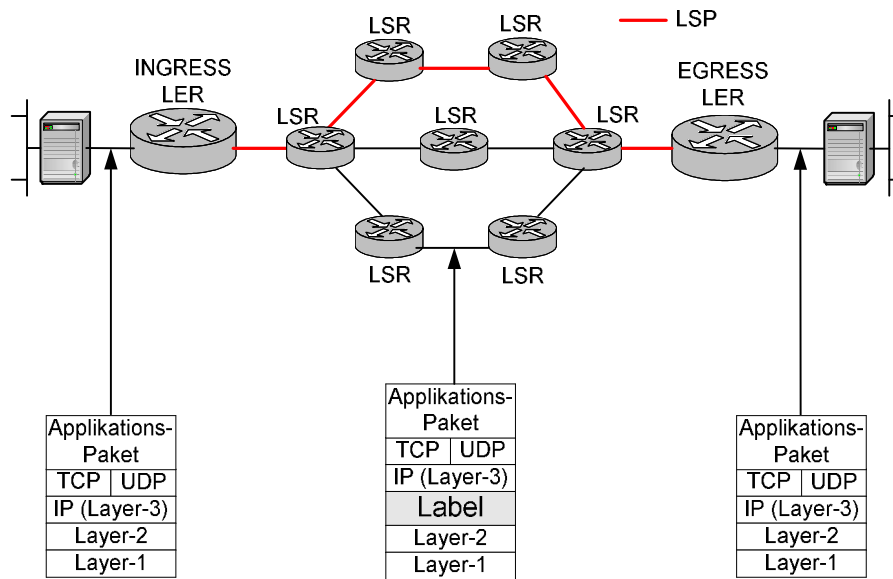 LSR
LSR
LSP
INGRESS
LER
EGRESS
LER
LSR
LSR
LSR
LSR
LSR
Applikations-
Paket
TCP UDP
IP (Layer-3)
Layer-2
Layer-1
Applikations-
Paket
TCP UDP
IP (Layer-3)
Label
Layer-2
Layer-1
Applikations-
Paket
TCP UDP
IP (Layer-3)
Layer-2
Layer-1